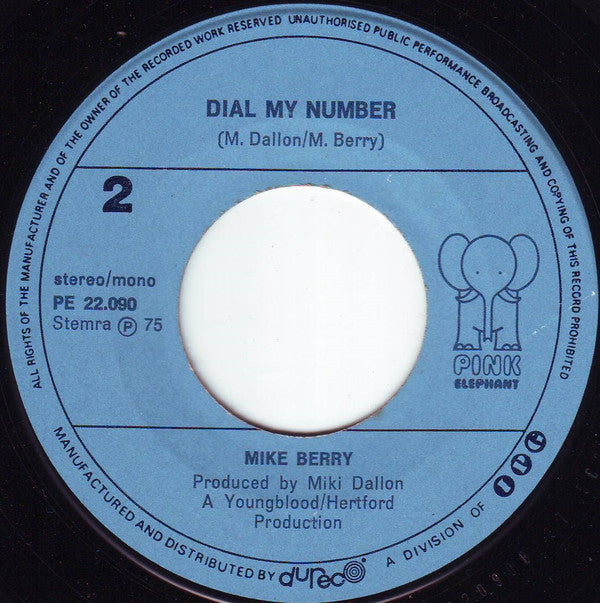 ALL RIGHTS OF THE MANUFACTURER AND OF THE OWNER OF THE RECORDED WORK RESERVED UNAUTHORISED PUBLIC PERFORMANCE BROADCASTING AND COPYING OF THIS RECORD PROHIBITED
DIAL MY NUMBER
(M. Dallon/M. Berry)
2
stereo/mono
PE 22.090
Stemra Ⓟ 75
PINK
ELEPHANT
MIKE BERRY
Produced by Miki Dallon
A Youngblood/Hertford
Production
MANUFACTURED AND DISTRIBUTED BY dureco A DIVISION OF